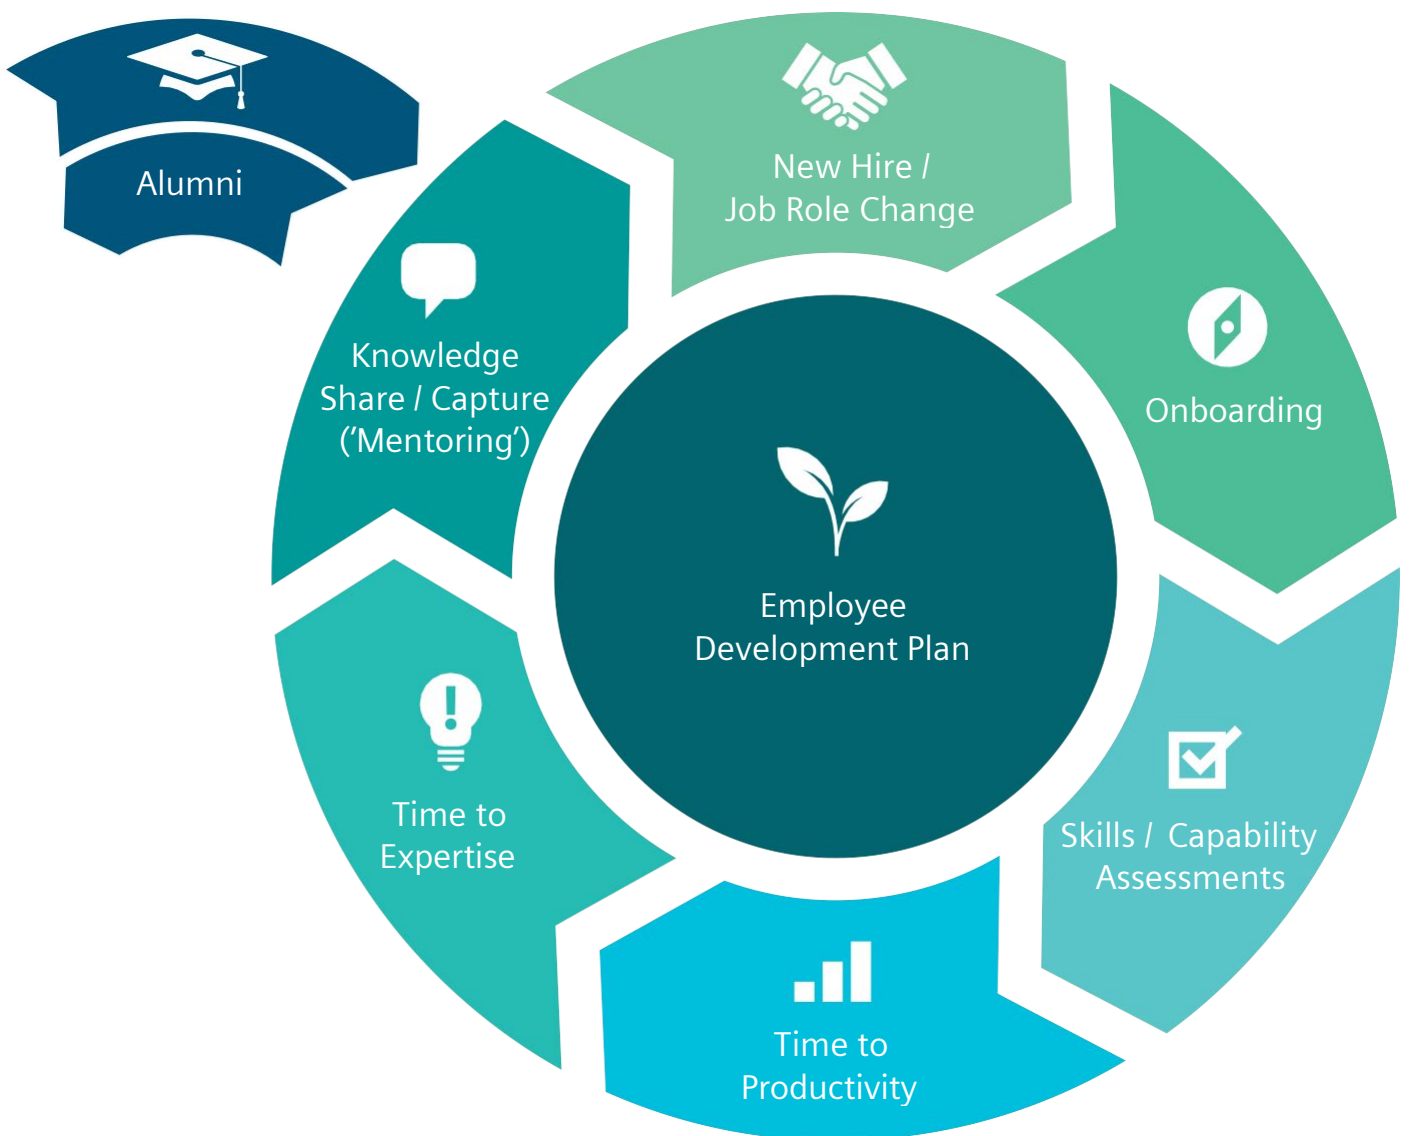 Alumni
New Hire /
Job Role Change
Onboarding
Skills / Capability
Assessments
Time to
Productivity
Time to
Expertise
Knowledge
Share / Capture
('Mentoring')
Employee
Development Plan